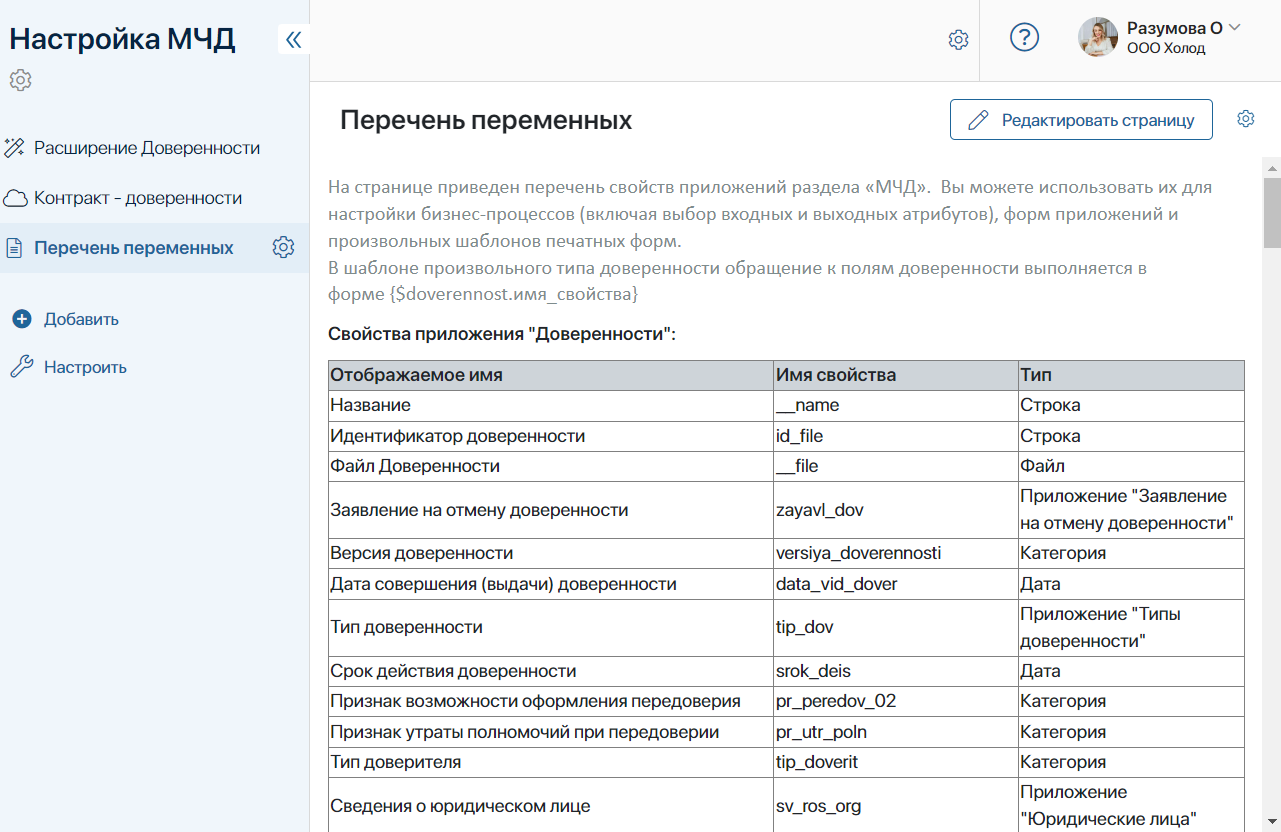 Настройка МЧД
Разумова О
ООО Холод
Расширение Доверенности
Контракт - доверенности
Перечень переменных
Добавить
Настроить
Перечень переменных
Редактировать страницу
На странице приведен перечень свойств приложений раздела «МЧД».  Вы можете использовать их для
настройки бизнес-процессов (включая выбор входных и выходных атрибутов), форм приложений и
произвольных шаблонов печатных форм.
В шаблоне произвольного типа доверенности обращение к полям доверенности выполняется в
форме {$doverennost.имя_свойства}
Свойства приложения "Доверенности":
Отображаемое имя Имя свойства Тип
Название __name Строка
Идентификатор доверенности id_file Строка
Файл Доверенности __file Файл
Заявление на отмену доверенности zayavl_dov Приложение "Заявление
на отмену доверенности"
Версия доверенности versiya_doverennosti Категория
Дата совершения (выдачи) доверенности data_vid_dover Дата
Тип доверенности tip_dov Приложение "Типы
доверенности"
Срок действия доверенности srok_deis Дата
Признак возможности оформления передоверия pr_peredov_02 Категория
Признак утраты полномочий при передоверии pr_utr_poln Категория
Тип доверителя tip_doverit Категория
Сведения о юридическом лице sv_ros_org Приложение
"Юридические лица"